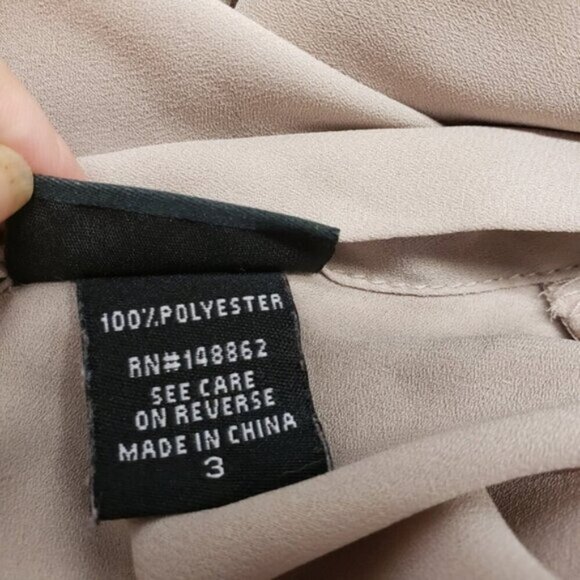 100%POLYESTER
RN#148862
SEE CARE
ON REVERSE
MADE IN CHINA
3